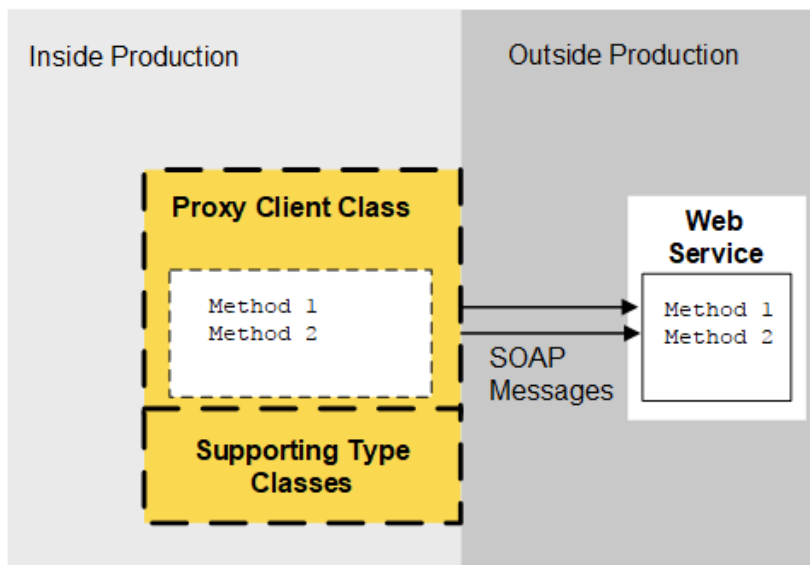 Inside Production
Outside Production
Proxy Client Class
Method 1
Method 2
SOAP
Messages
Web
Service
Method 1
Method 2
Supporting Type
Classes